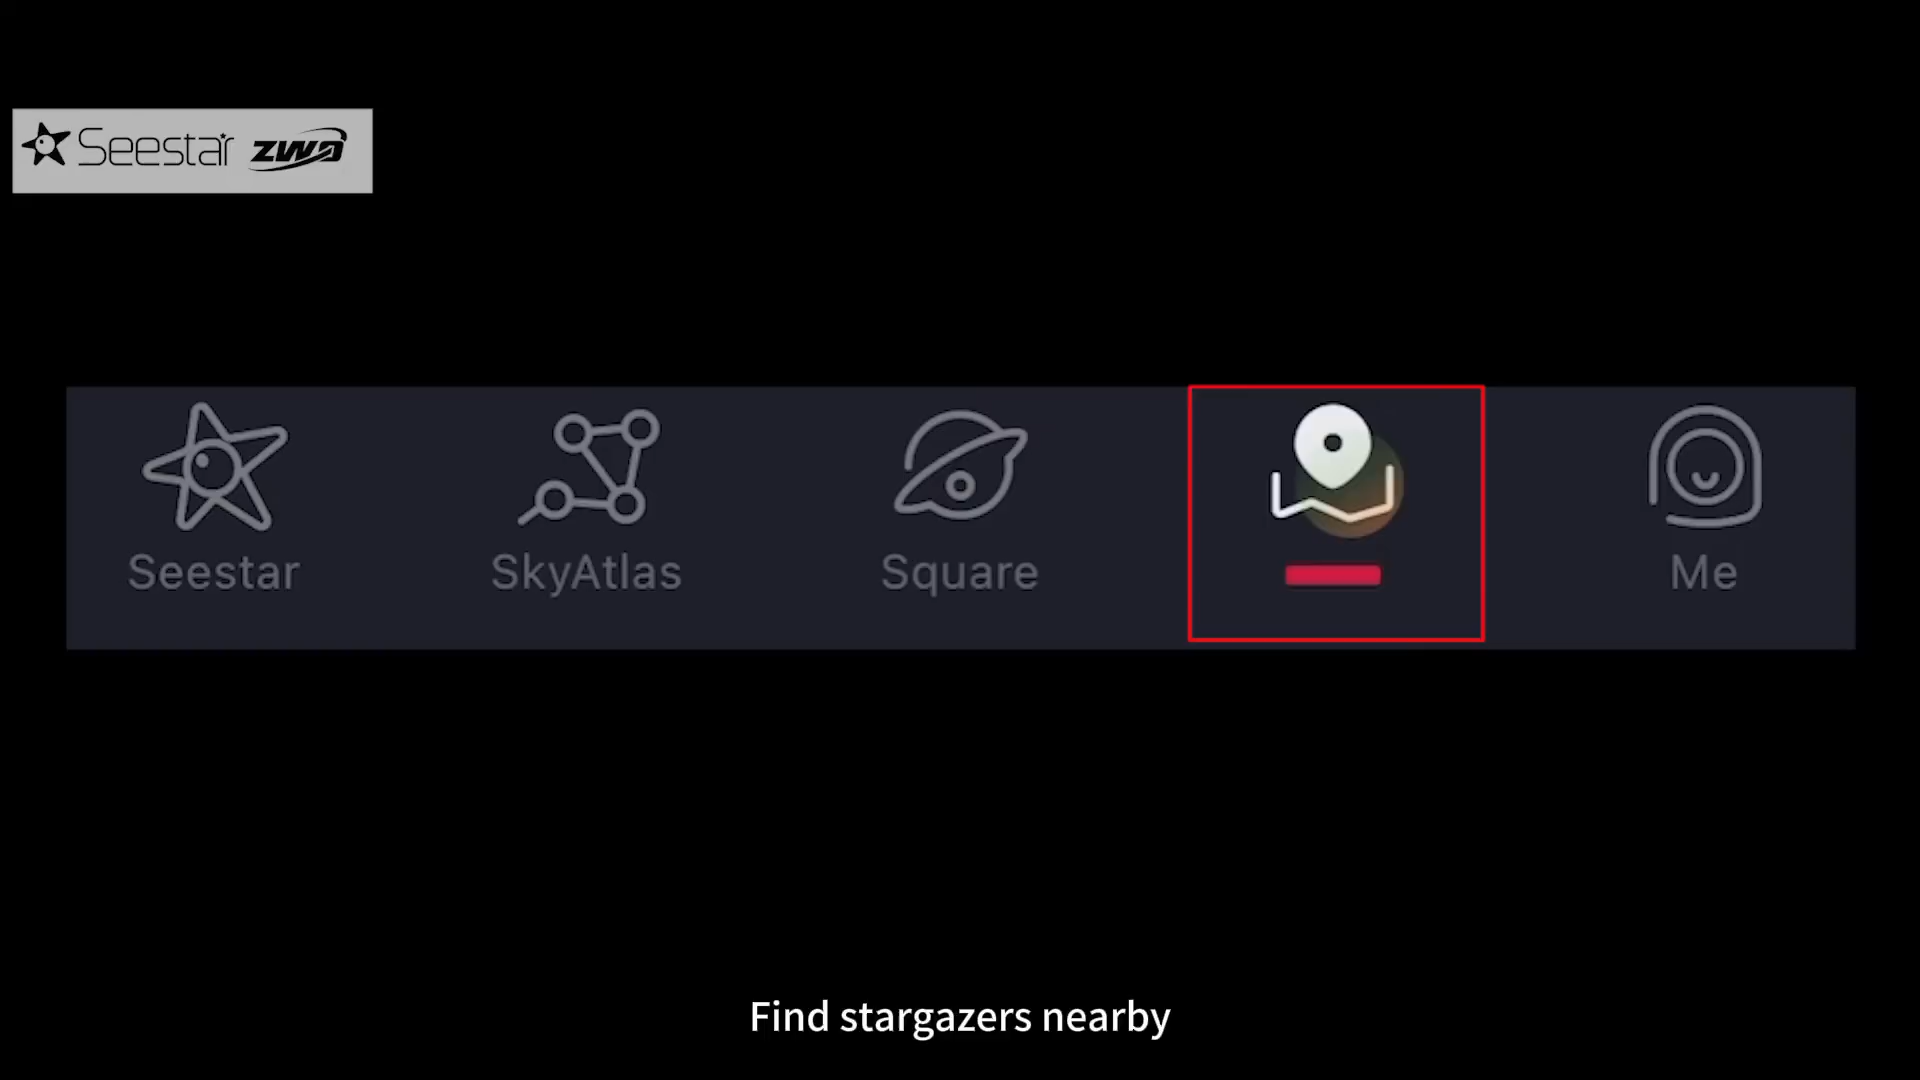 Seestar ZWO
Seestar
SkyAtlas
Square
Me
Find stargazers nearby